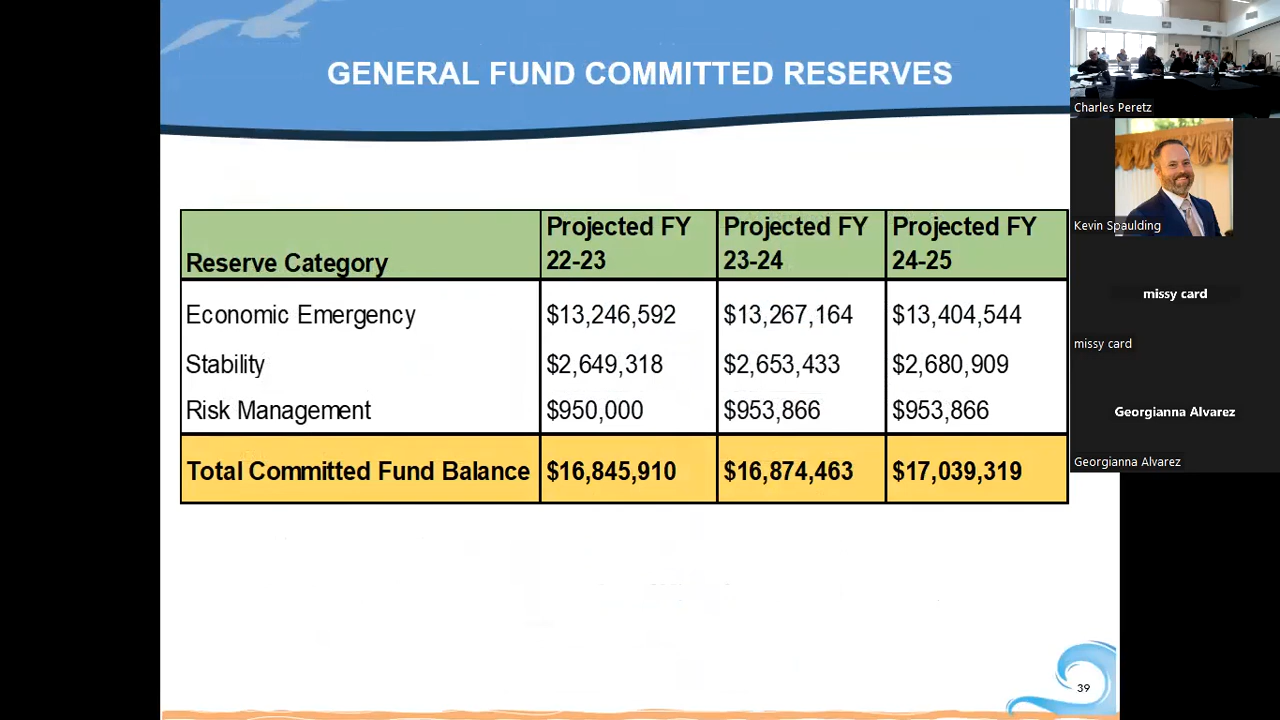 GENERAL FUND COMMITTED RESERVES
Reserve Category Projected FY 22-23 Projected FY 23-24 Projected FY 24-25
Economic Emergency $13,246,592 $13,267,164 $13,404,544
Stability $2,649,318 $2,653,433 $2,680,909
Risk Management $950,000 $953,866 $953,866
Total Committed Fund Balance $16,845,910 $16,874,463 $17,039,319
39
Charles Peretz
Kevin Spaulding
missy card
missy card
Georgianna Alvarez
Georgianna Alvarez